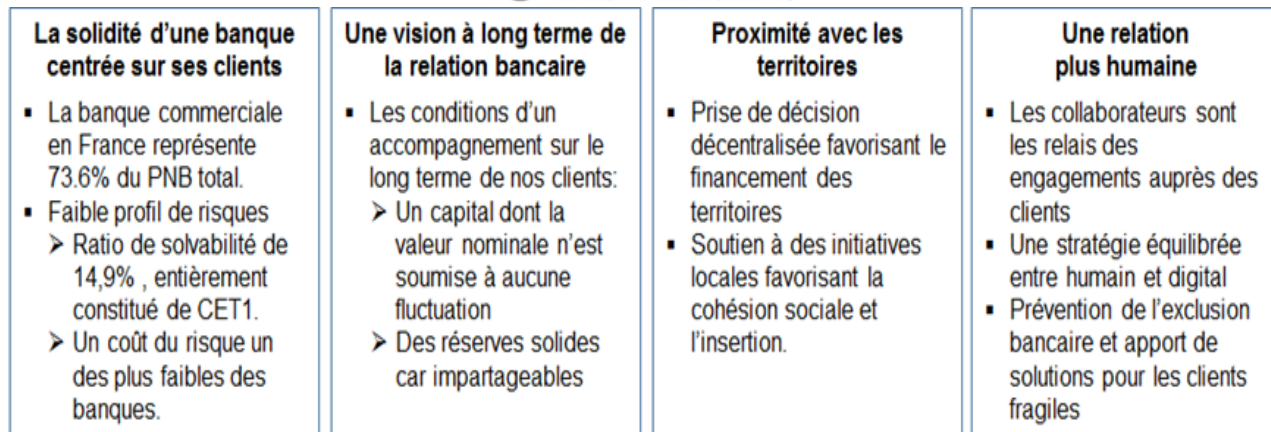 La solidité d'une banque
centrée sur ses clients
▪ La banque commerciale
en France représente
73.6% du PNB total.
▪ Faible profil de risques
➢ Ratio de solvabilité de
14,9% , entièrement
constitué de CET1.
➢ Un coût du risque un
des plus faibles des
banques.
Une vision à long terme de
la relation bancaire
▪ Les conditions d'un
accompagnement sur le
long terme de nos clients:
➢ Un capital dont la
valeur nominale n'est
soumise à aucune
fluctuation
➢ Des réserves solides
car impartageables
Proximité avec les
territoires
▪ Prise de décision
décentralisée favorisant le
financement des
territoires
▪ Soutien à des initiatives
locales favorisant la
cohésion sociale et
l'insertion.
Une relation
plus humaine
▪ Les collaborateurs sont
les relais des
engagements auprès des
clients
▪ Une stratégie équilibrée
entre humain et digital
▪ Prévention de l'exclusion
bancaire et apport de
solutions pour les clients
fragiles